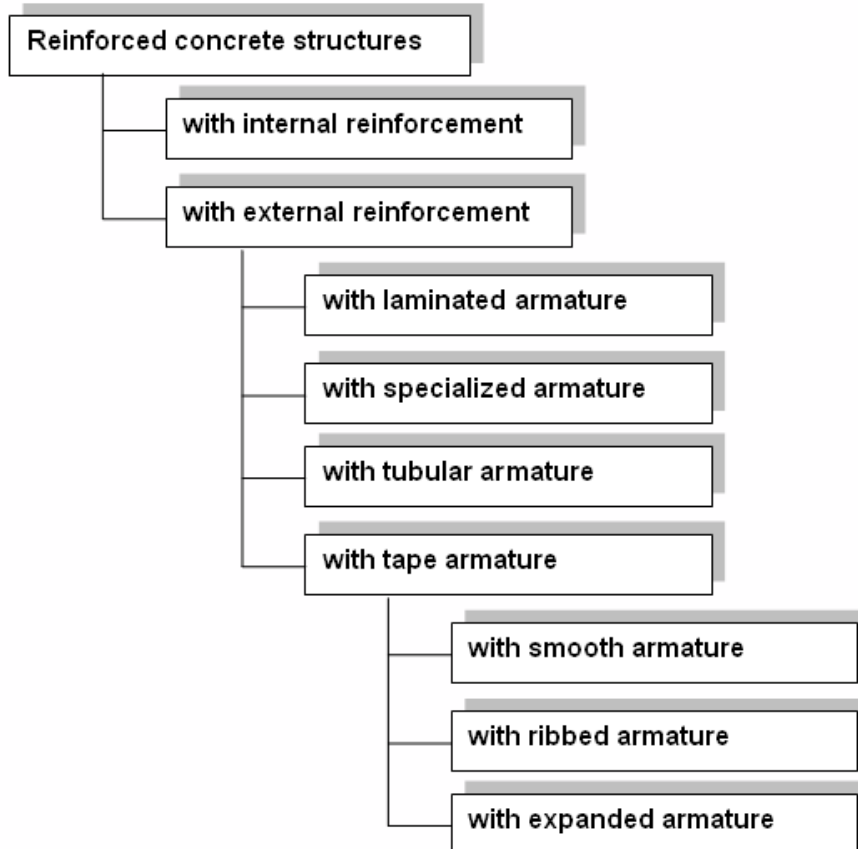 Reinforced concrete structures
with internal reinforcement
with external reinforcement
with laminated armature
with specialized armature
with tubular armature
with tape armature
with smooth armature
with ribbed armature
with expanded armature